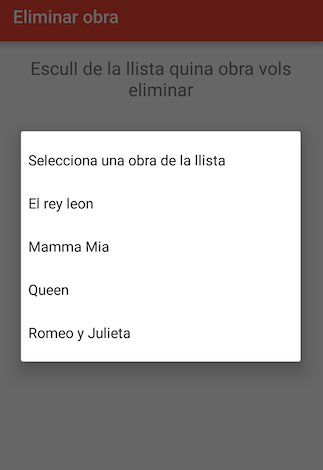 Eliminar obra
Escull de la llista quina obra vols
eliminar
Selecciona una obra de la llista
El rey leon
Mamma Mia
Queen
Romeo y Julieta